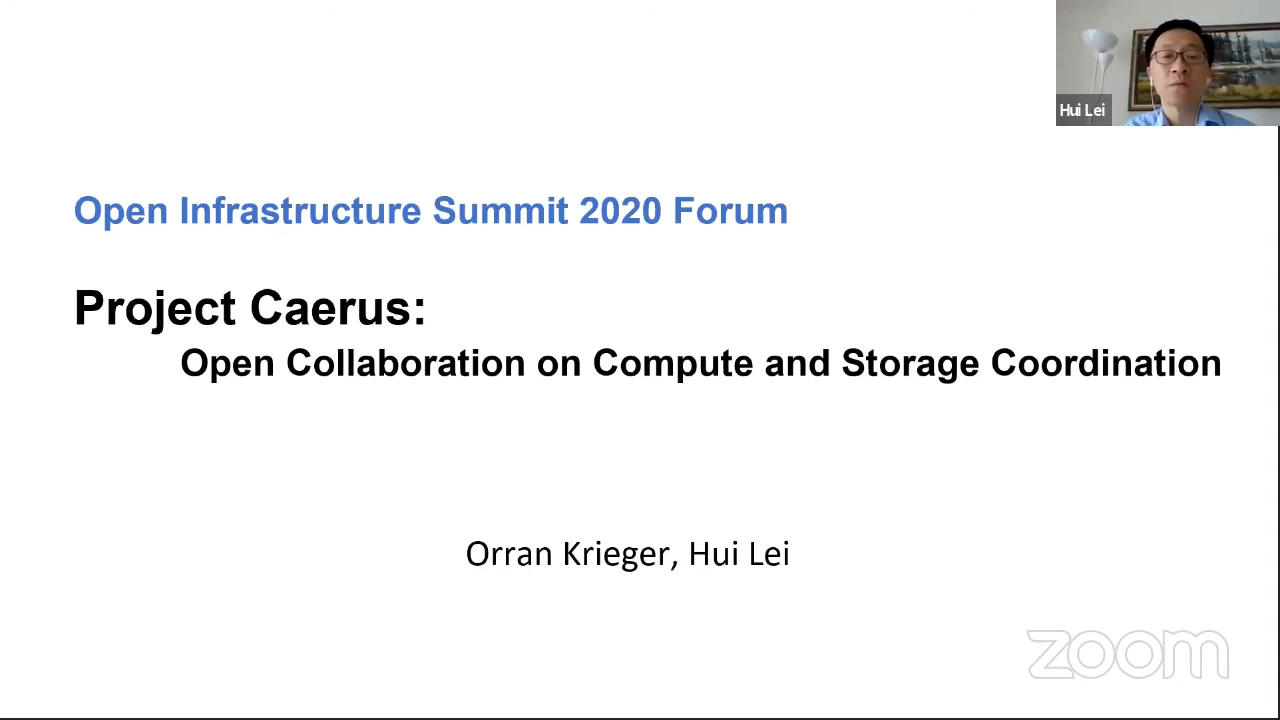 Hui Lei
Open Infrastructure Summit 2020 Forum
Project Caerus:
Open Collaboration on Compute and Storage Coordination
Orran Krieger, Hui Lei
zoom